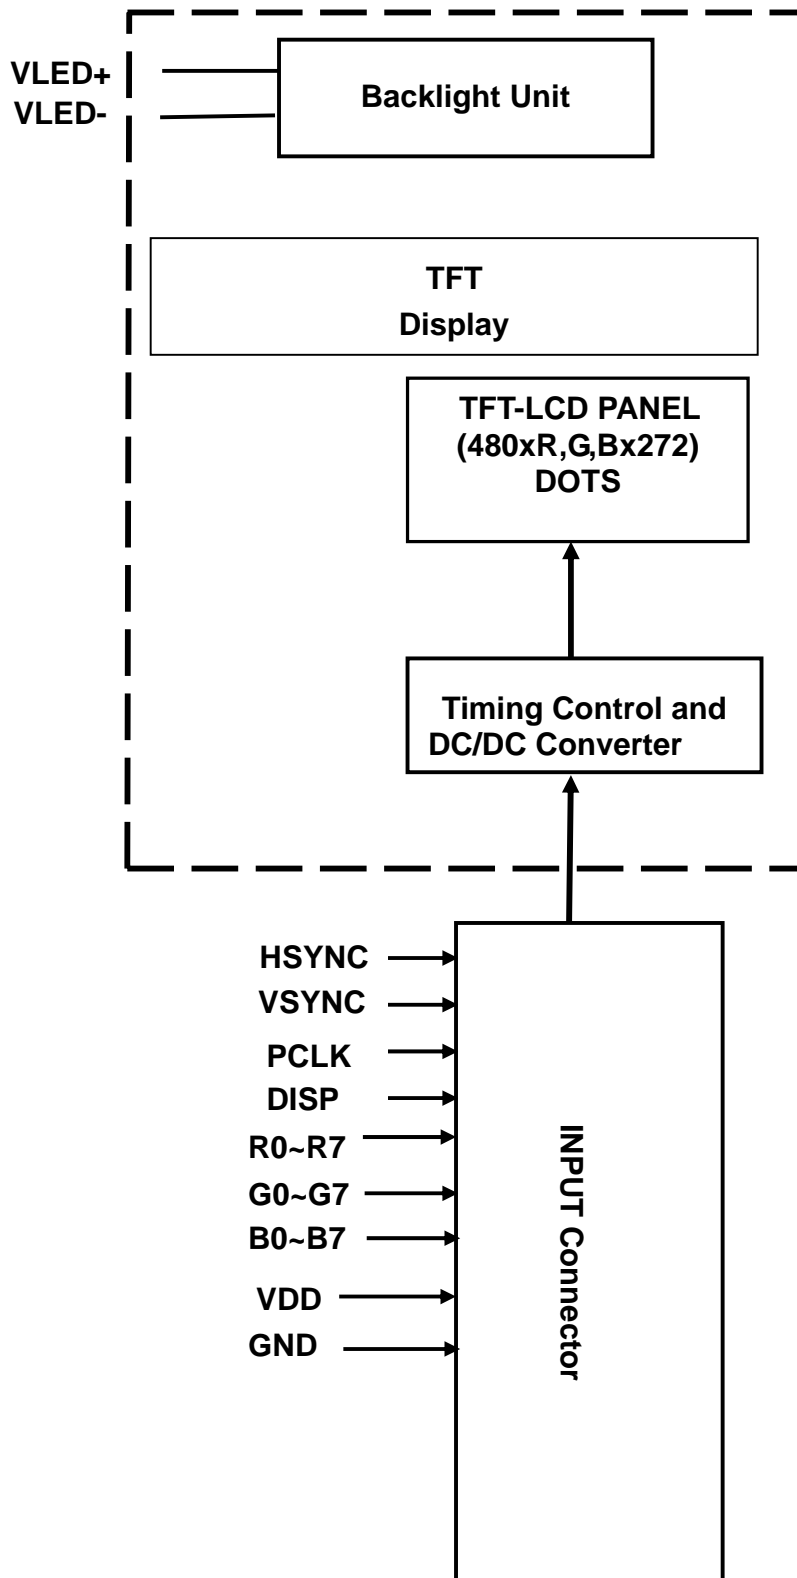 VLED+
VLED-
Backlight Unit
TFT
Display
TFT-LCD PANEL
(480xR,G,Bx272)
DOTS
Timing Control and
DC/DC Converter
HSYNC
VSYNC
PCLK
DISP
R0~R7
G0~G7
B0~B7
VDD
GND
INPUT Connector